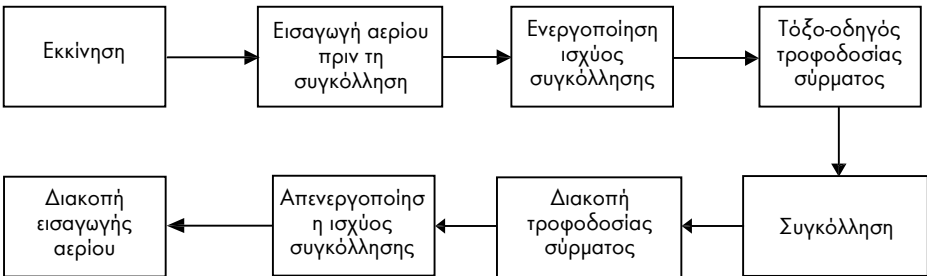 Εκκίνηση
Εισαγωγή αερίου
πριν τη
συγκόλληση
Ενεργοποίηση
ισχύος
συγκόλλησης
Τόξο-οδηγός
τροφοδοσίας
σύρματος
Συγκόλληση
Διακοπή
τροφοδοσίας
σύρματος
Απενεργοποίησ
η ισχύος
συγκόλλησης
Διακοπή
εισαγωγής
αερίου